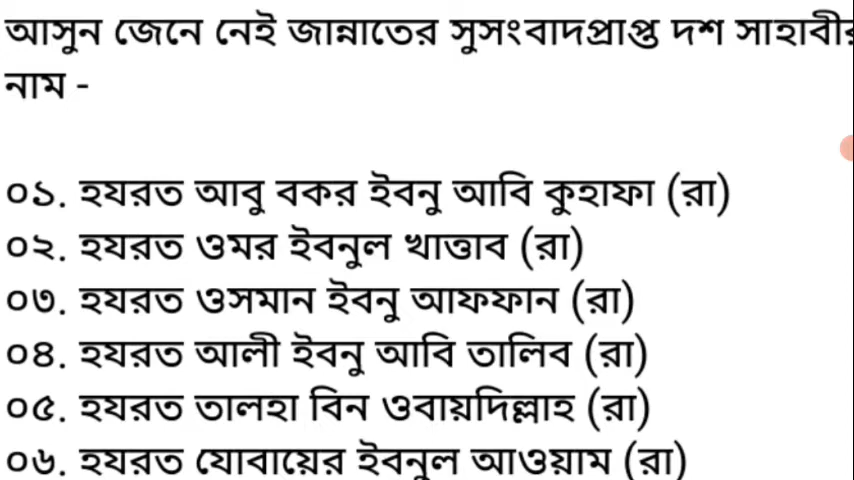 আসুন জেনে নেই জান্নাতের সুসংবাদপ্রাপ্ত দশ সাহাবীর
নাম -
০১. হযরত আবু বকর ইবনু আবি কুহাফা (রা)
০২. হযরত ওমর ইবনুল খাত্তাব (রা)
০৩. হযরত ওসমান ইবনু আফফান (রা)
০৪. হযরত আলী ইবনু আবি তালিব (রা)
০৫. হযরত তালহা বিন ওবায়দিল্লাহ (রা)
০৬. হযরত যোবায়ের ইবনুল আওয়াম (রা)